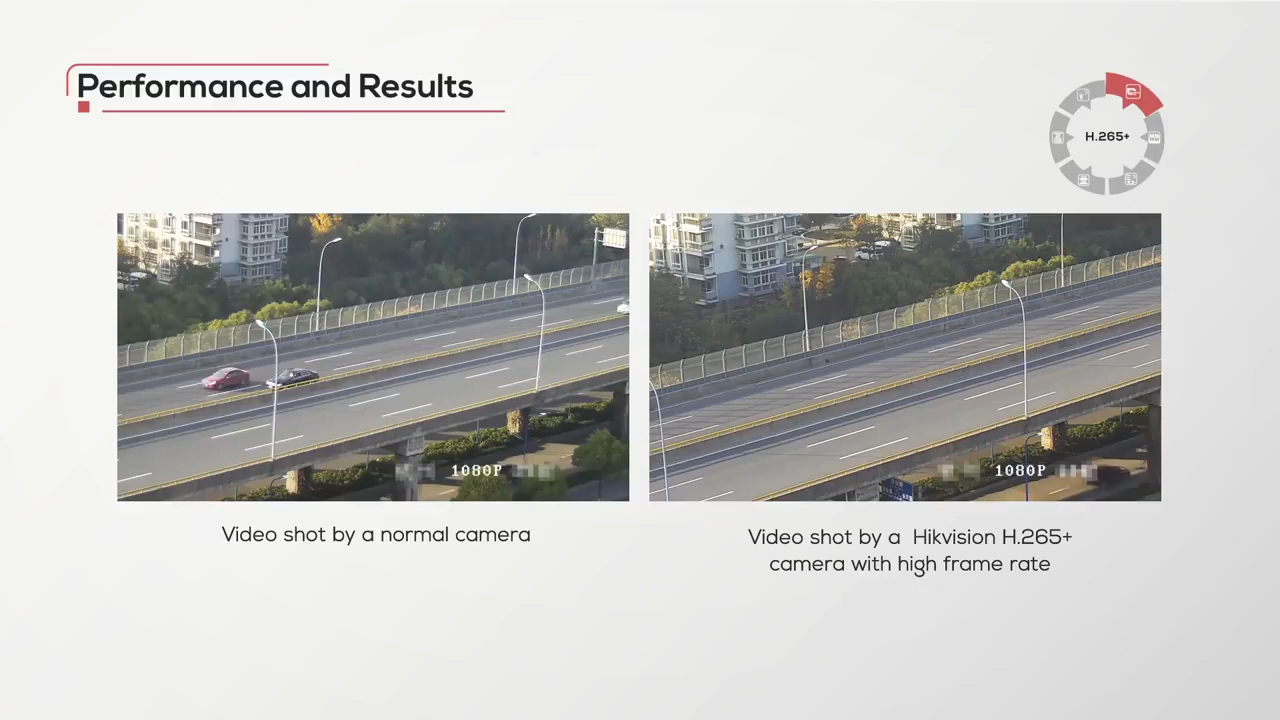 Performance and Results
H.265+
1080P
1080P
Video shot by a normal camera
Video shot by a Hikvision H.265+
camera with high frame rate